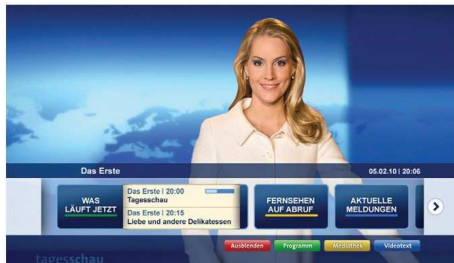 Das Erste 05.02.10 | 20:06
WAS
LÄUFT JETZT
Das Erste | 20:00
Tagesschau
Das Erste | 20:15
Liebe und andere Delikatessen
FERNSEHEN
AUF ABRUF
AKTUELLE
MELDUNGEN
Ausblenden Programm Mediathek Videotext
tagesschau